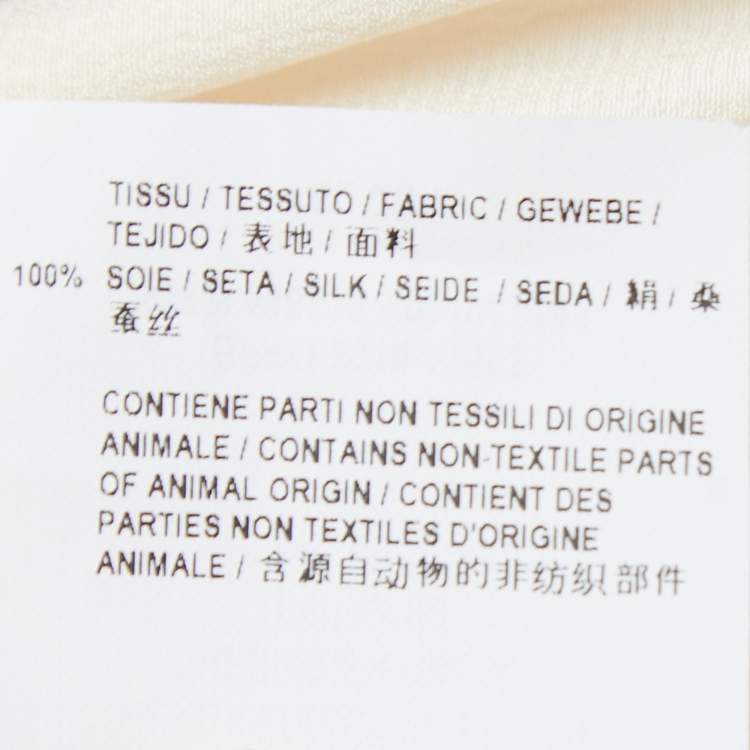 TISSU / TESSUTO / FABRIC / GEWEBE /
TEJIDO / 表地 / 面料
100% SOIE / SETA / SILK / SEIDE / SEDA / 絹 / 桑
蚕丝
CONTIENE PARTI NON TESSILI DI ORIGINE
ANIMALE / CONTAINS NON-TEXTILE PARTS
OF ANIMAL ORIGIN / CONTIENT DES
PARTIES NON TEXTILES D'ORIGINE
ANIMALE / 含源自动物的非纺织部件